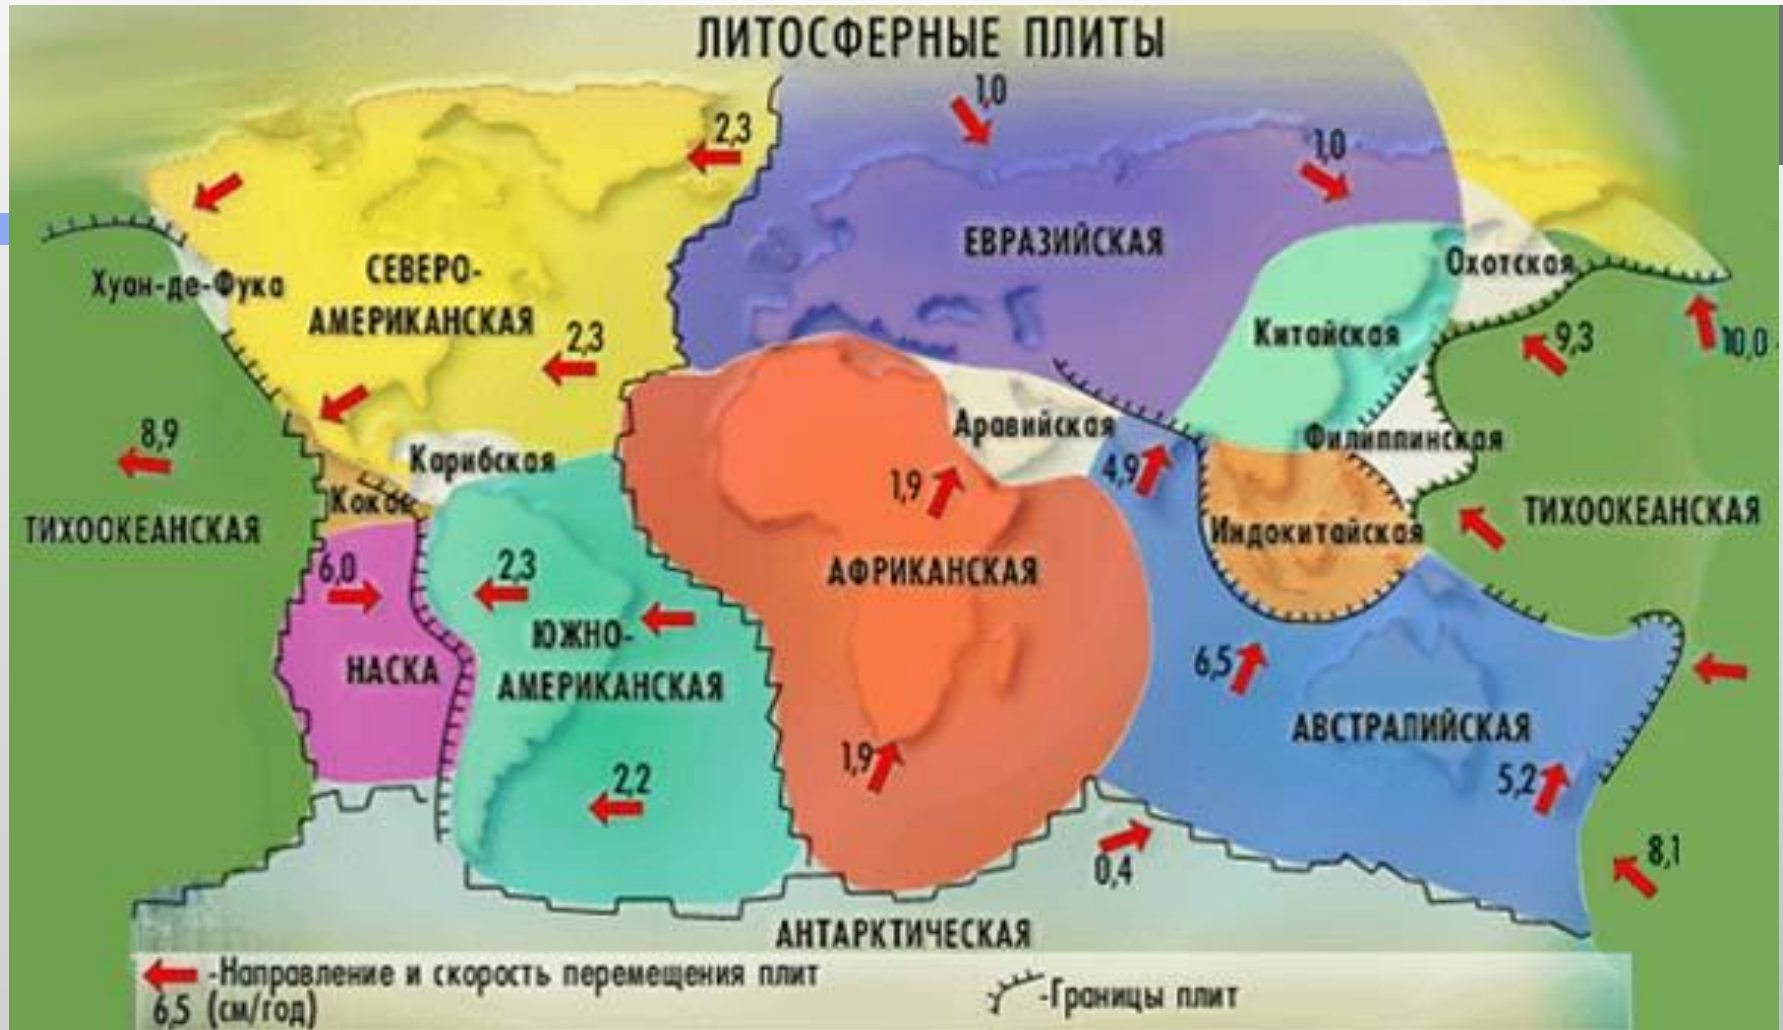 ЛИТОСФЕРНЫЕ ПЛИТЫ
1,0
2,3
1,0
ЕВРАЗИЙСКАЯ
Хуан-де-Фука
СЕВЕРО-
АМЕРИКАНСКАЯ
Охотская
Китайская
2,3
9,3
10,0
8,9
Карибская
Аравийская
Филиппинская
4,9
1,9
Кокос
ТИХООКЕАНСКАЯ
Индокитайская
ТИХООКЕАНСКАЯ
6,0
2,3
АФРИКАНСКАЯ
ЮЖНО-
АМЕРИКАНСКАЯ
НАСКА
6,5
АВСТРАЛИЙСКАЯ
1,9
2,2
5,2
0,4
8,1
АНТАРКТИЧЕСКАЯ
-Направление и скорость перемещения плит
6,5 (см/год)
-Границы плит